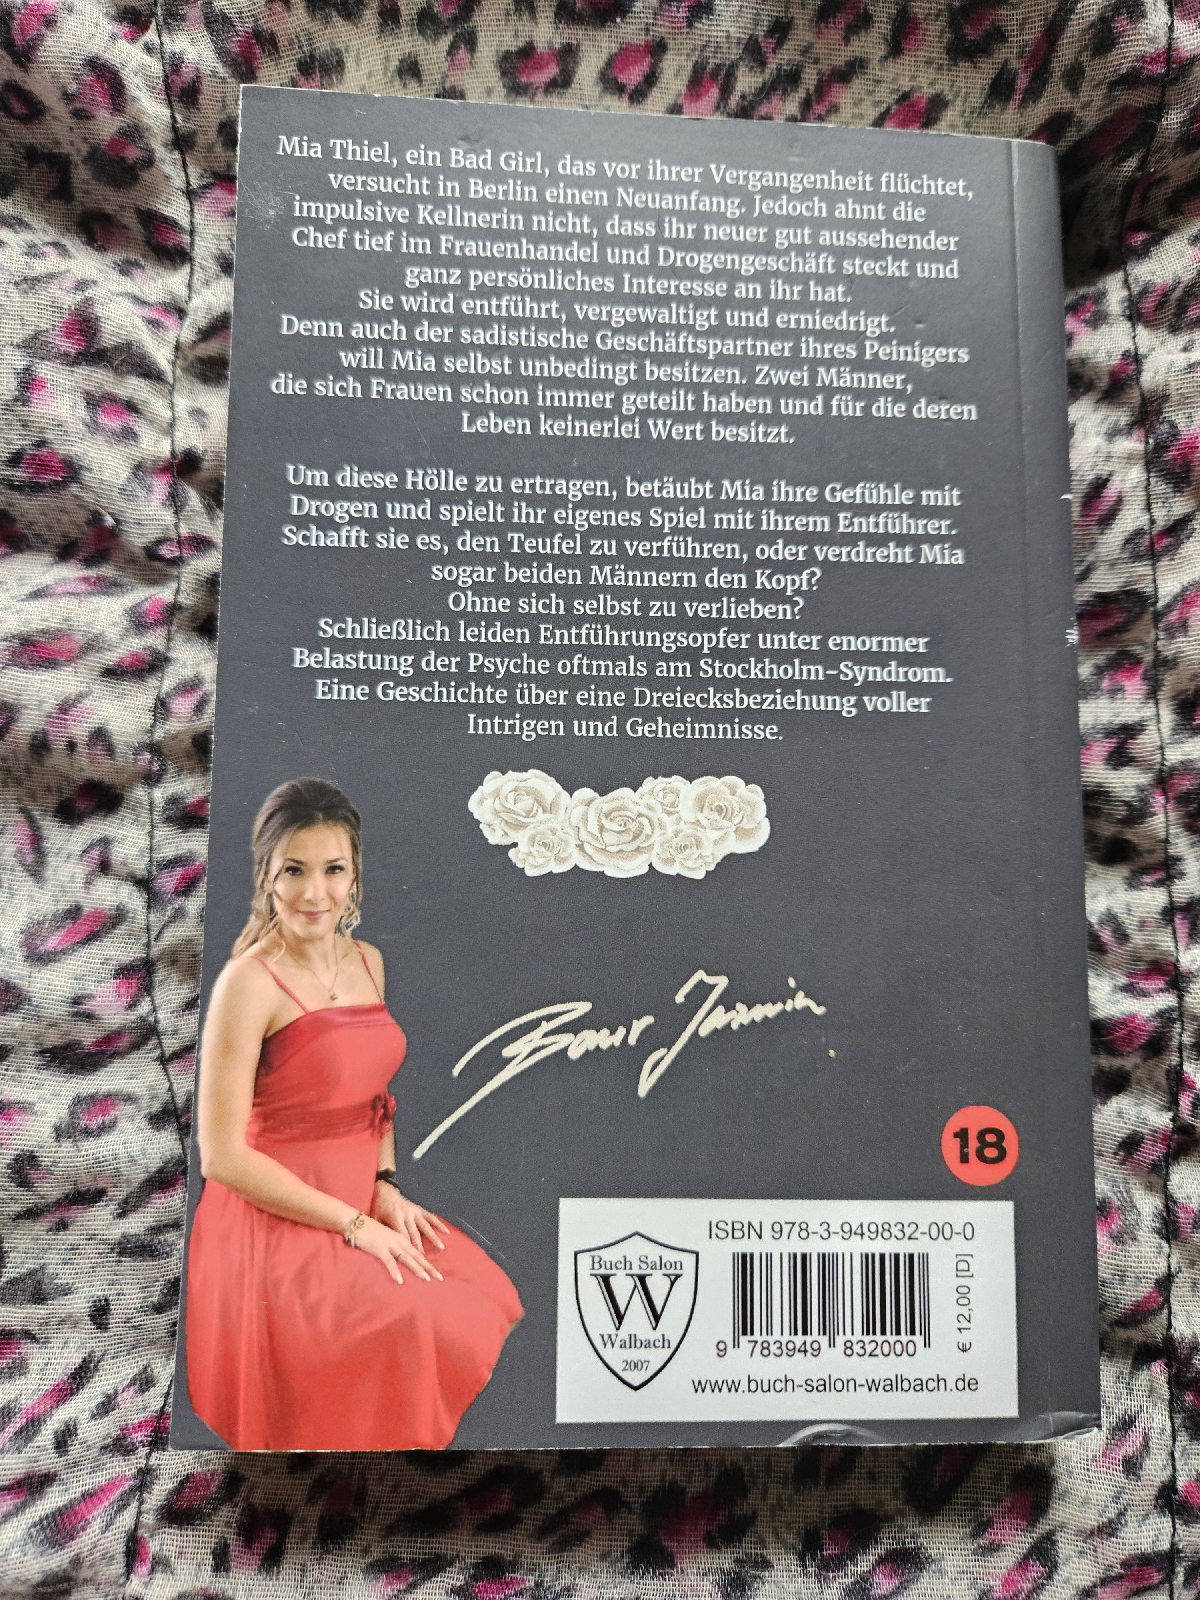 Mia Thiel, ein Bad Girl, das vor ihrer Vergangenheit flüchtet,
versucht in Berlin einen Neuanfang. Jedoch ahnt die
impulsive Kellnerin nicht, dass ihr neuer gut aussehender
Chef tief im Frauenhandel und Drogengeschäft steckt und
ganz persönliches Interesse an ihr hat.
Sie wird entführt, vergewaltigt und erniedrigt.
Denn auch der sadistische Geschäftspartner ihres Peinigers
will Mia selbst unbedingt besitzen. Zwei Männer,
die sich Frauen schon immer geteilt haben und für die deren
Leben keinerlei Wert besitzt.
Um diese Hölle zu ertragen, betäubt Mia ihre Gefühle mit
Drogen und spielt ihr eigenes Spiel mit ihrem Entführer.
Schafft sie es, den Teufel zu verführen, oder verdreht Mia
sogar beiden Männern den Kopf?
Ohne sich selbst zu verlieben?
Schließlich leiden Entführungsopfer unter enormer
Belastung der Psyche oftmals am Stockholm-Syndrom.
Eine Geschichte über eine Dreiecksbeziehung voller
Intrigen und Geheimnisse.
Baur Jasmin
18
ISBN 978-3-949832-00-0
Buch Salon
W
Walbach
2007
9 783949 832000
€ 12,00 [D]
www.buch-salon-walbach.de